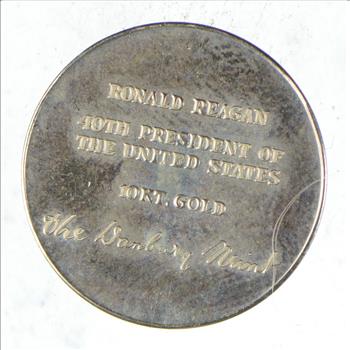 RONALD REAGAN
40TH PRESIDENT OF
THE UNITED STATES
10KT. GOLD
The Danbury Mint